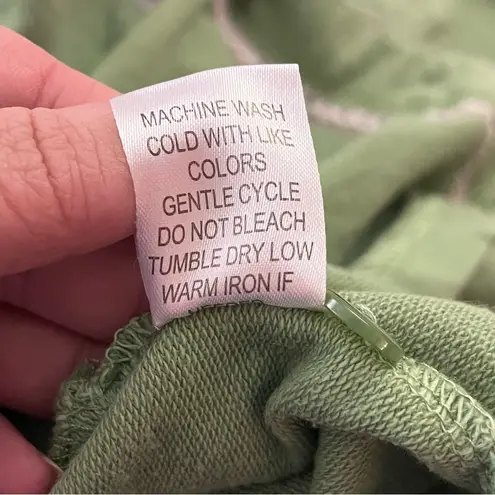 MACHINE WASH
COLD WITH LIKE
COLORS
GENTLE CYCLE
DO NOT BLEACH
TUMBLE DRY LOW
WARM IRON IF